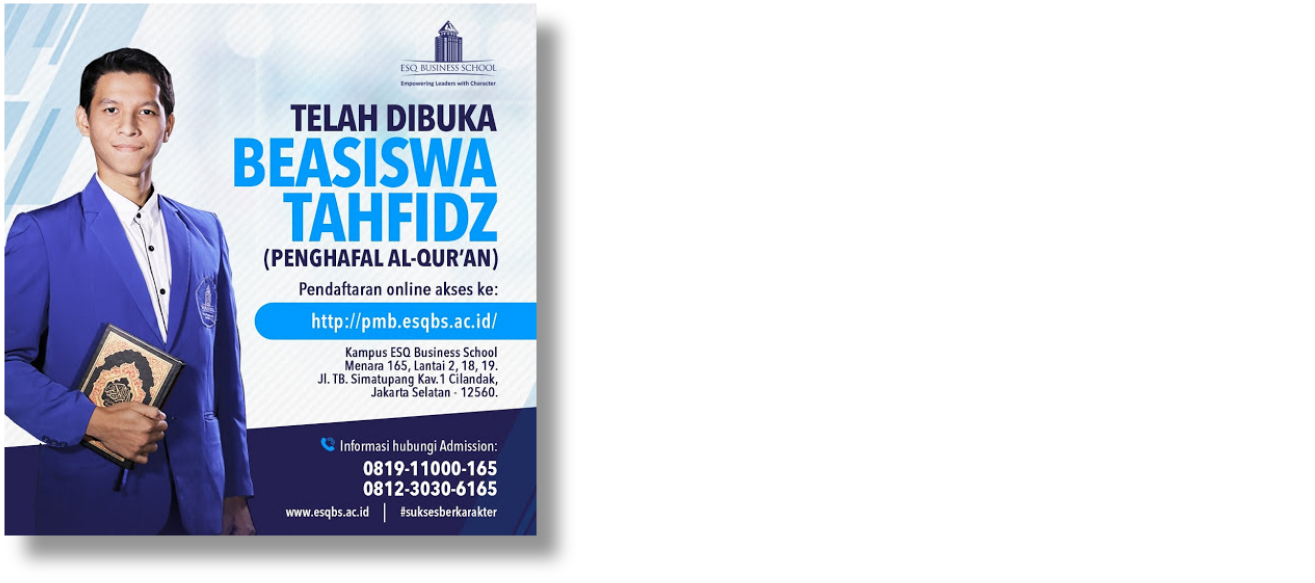 ESQ BUSINESS SCHOOL
Empowering Leaders with Character
TELAH DIBUKA
BEASISWA
TAHFIDZ
(PENGHAFAL AL-QUR'AN)
Pendaftaran online akses ke:
http://pmb.esqbs.ac.id/
Kampus ESQ Business School
Menara 165, Lantai 2, 18, 19.
Jl. TB. Simatupang Kav.1 Cilandak,
Jakarta Selatan - 12560.
Informasi hubungi Admission:
0819-11000-165
0812-3030-6165
www.esqbs.ac.id | #suksesberkarakter